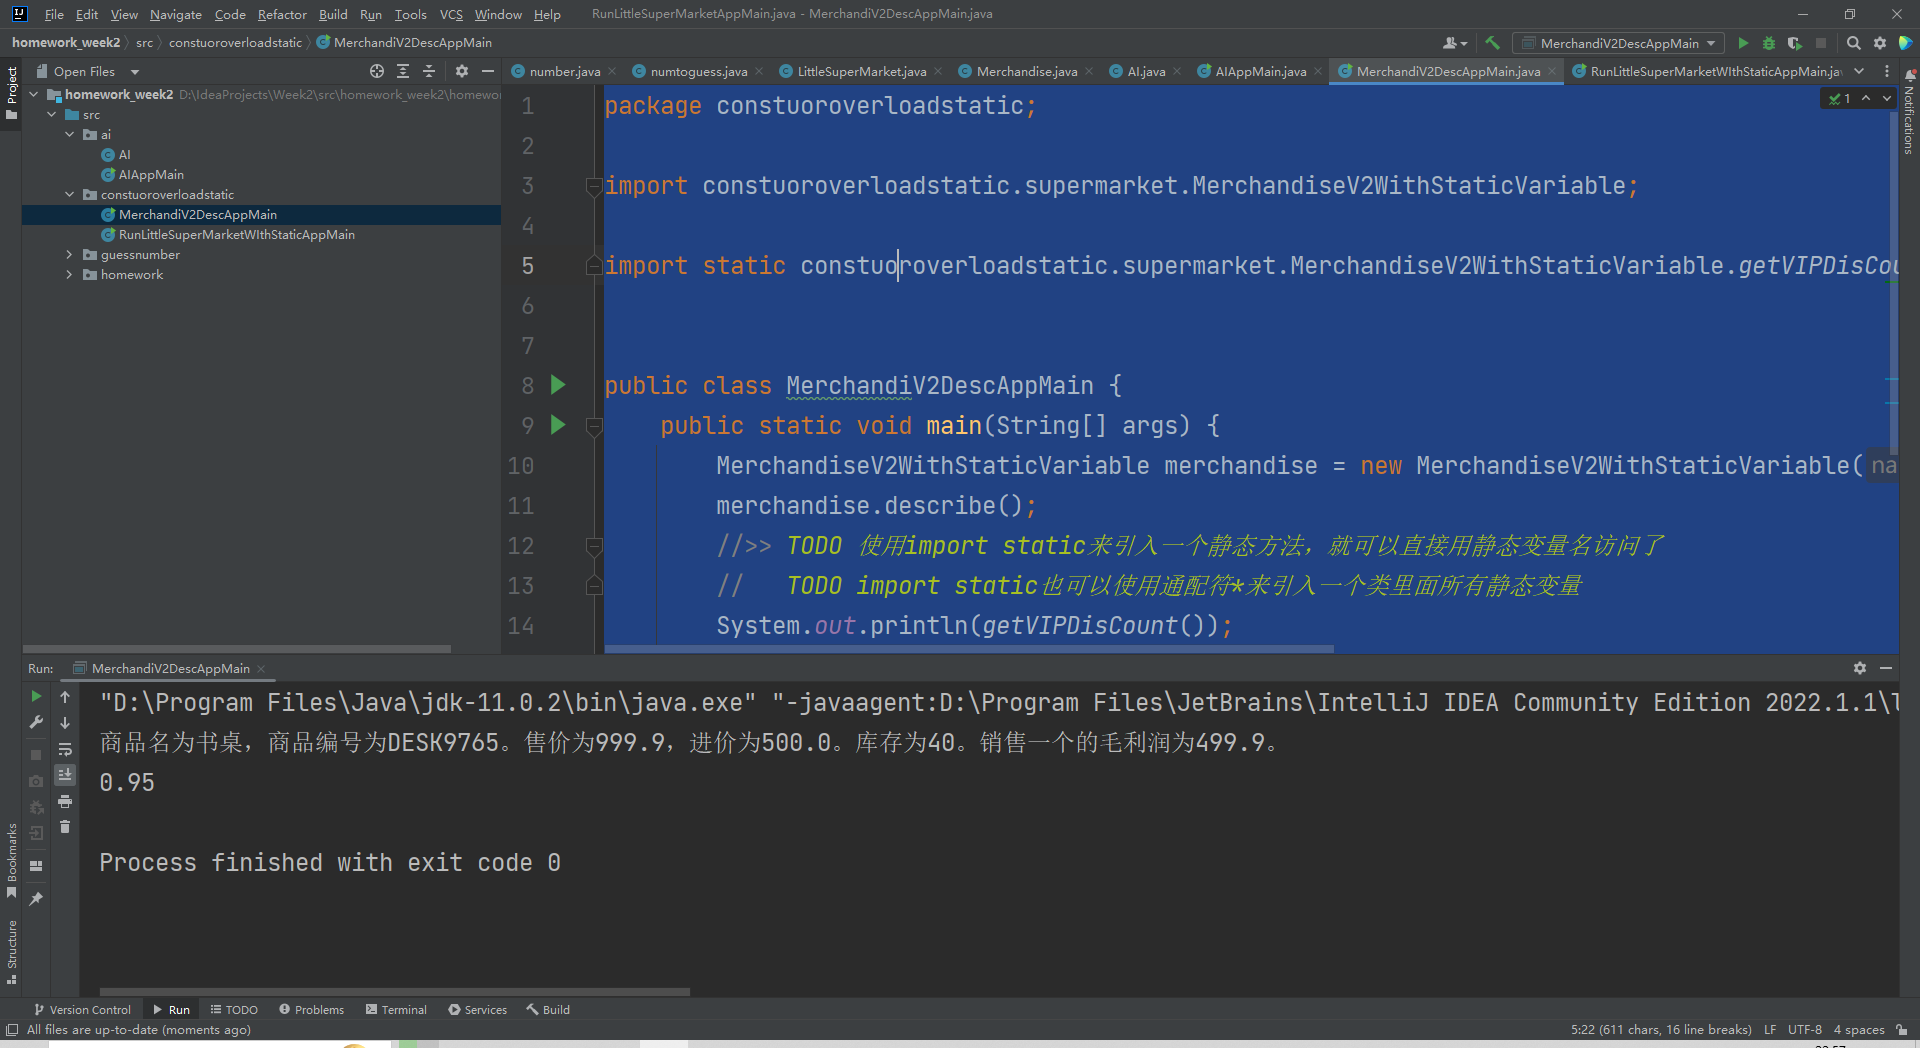 File Edit View Navigate Code Refactor Build Run Tools VCS Window Help RunLittleSuperMarketAppMain.java - MerchandiV2DescAppMain.java
homework_week2 src constuoroverloadstatic MerchandiV2DescAppMain MerchandiV2DescAppMain
Project
Open Files
number.java numtoguess.java LittleSuperMarket.java Merchandise.java AI.java AIAppMain.java MerchandiV2DescAppMain.java RunLittleSuperMarketWIthStaticAppMain.ja
Notifications
homework_week2 D:\IdeaProjects\Week2\src\homework_week2\homewo
src
ai
AI
AIAppMain
constuoroverloadstatic
MerchandiV2DescAppMain
RunLittleSuperMarketWIthStaticAppMain
guessnumber
homework
1
1 package constuoroverloadstatic;
2
3 import constuoroverloadstatic.supermarket.MerchandiseV2WithStaticVariable;
4
5 import static constuoroverloadstatic.supermarket.MerchandiseV2WithStaticVariable.getVIPDisCou
6
7
8 public class MerchandiV2DescAppMain {
9 public static void main(String[] args) {
10 MerchandiseV2WithStaticVariable merchandise = new MerchandiseV2WithStaticVariable( na
11 merchandise.describe();
12 //>> TODO 使用import static来引入一个静态方法，就可以直接用静态变量名访问了
13 // TODO import static也可以使用通配符*来引入一个类里面所有静态变量
14 System.out.println(getVIPDisCount());
Run: MerchandiV2DescAppMain
"D:\Program Files\Java\jdk-11.0.2\bin\java.exe" "-javaagent:D:\Program Files\JetBrains\IntelliJ IDEA Community Edition 2022.1.1\l
商品名为书桌，商品编号为DESK9765。售价为999.9，进价为500.0。库存为40。销售一个的毛利润为499.9。
0.95
Process finished with exit code 0
Bookmarks
Structure
Version Control Run TODO Problems Terminal Services Build
All files are up-to-date (moments ago) 5:22 (611 chars, 16 line breaks) LF UTF-8 4 spaces